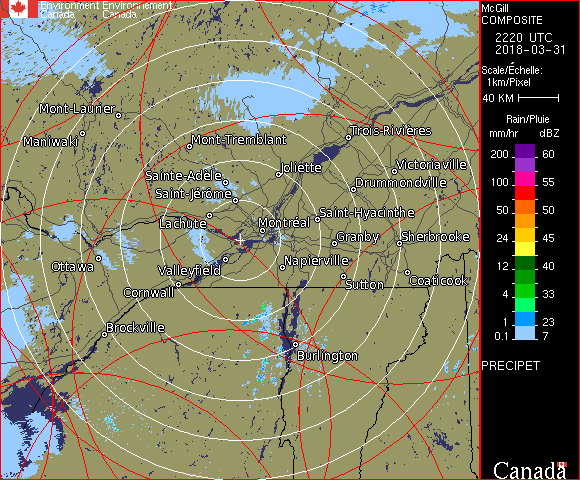 Environment Environnement
Canada Canada
McGill
COMPOSITE
2220 UTC
2018-03-31
Scale/Échelle:
1km/Pixel
40 KM
Rain/Pluie
mm/hr dBZ
200 60
55
100 55
50 50
24 45
12 40
4 33
1 23
0.1 7
PRECIPET
Canada
Mont-Laurier
Maniwaki
Mont-Tremblant
Trois-Rivières
Sainte-Adèle
Joliette
Victoriaville
Saint-Jérôme
Drummondville
Lachute
Montréal
Saint-Hyacinthe
Granby
Sherbrooke
Ottawa
Valleyfield
Napierville
Cornwall
Sutton
Coaticook
Brockville
Burlington